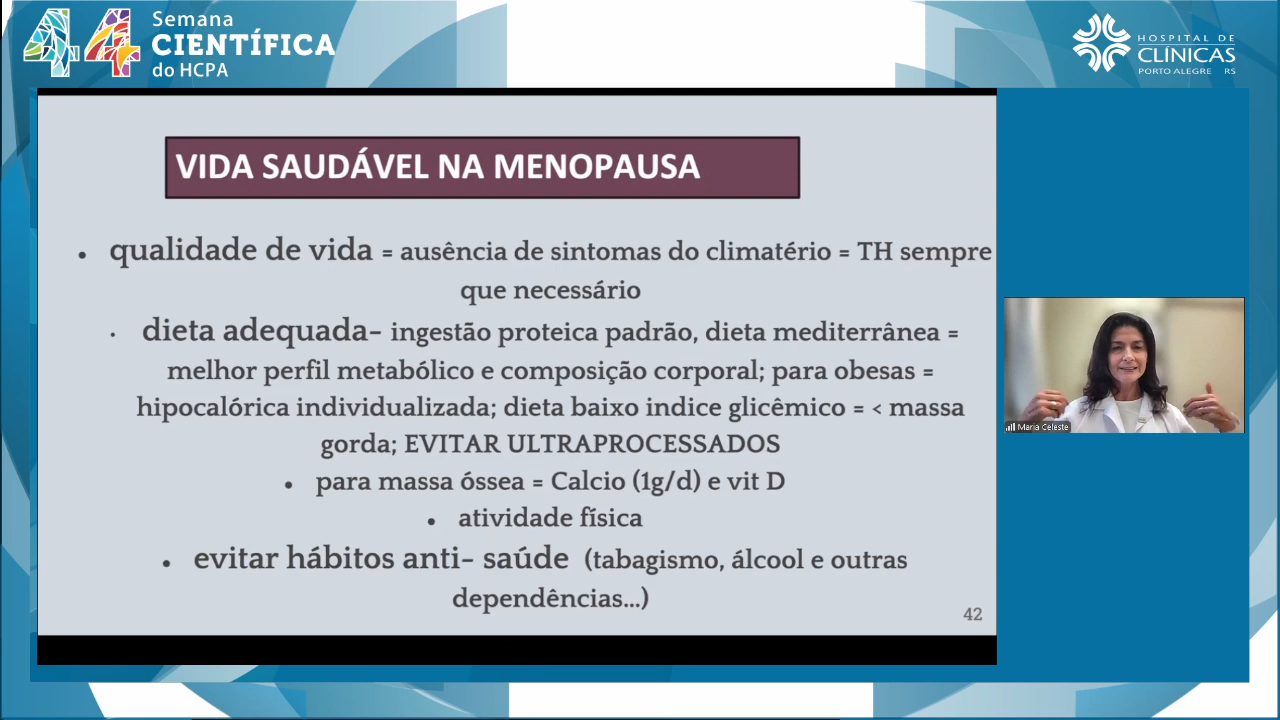 44 Semana
CIENTÍFICA
do HCPA
HOSPITAL DE
CLÍNICAS
PORTO ALEGRE RS
VIDA SAUDÁVEL NA MENOPAUSA
• qualidade de vida = ausência de sintomas do climatério = TH sempre
que necessário
• dieta adequada- ingestão proteica padrão, dieta mediterrânea =
melhor perfil metabólico e composição corporal; para obesas =
hipocalórica individualizada; dieta baixo indice glicêmico = < massa
gorda; EVITAR ULTRAPROCESSADOS
• para massa óssea = Calcio (1g/d) e vit D
• atividade física
• evitar hábitos anti- saúde (tabagismo, álcool e outras
dependências...)
42
Maria Celeste